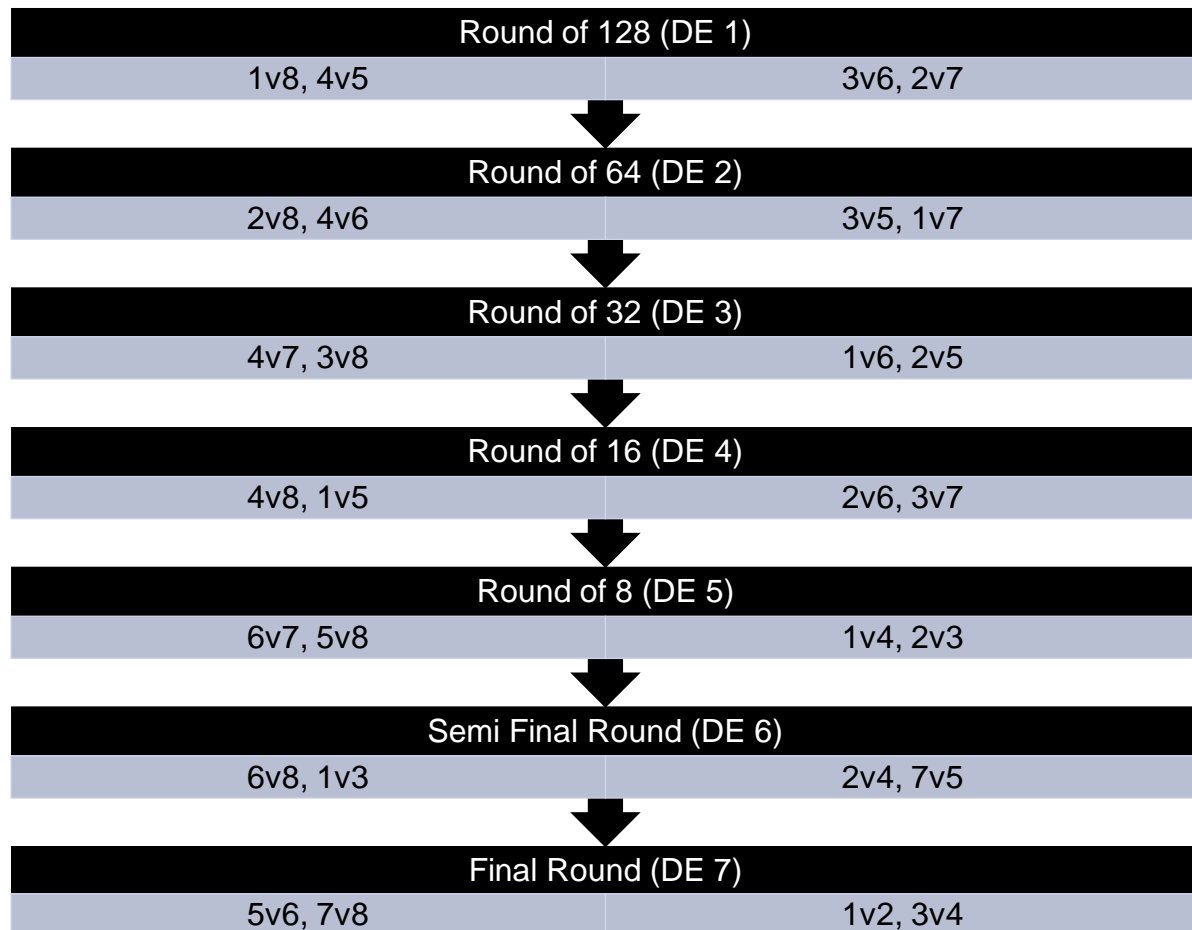 Round of 128 (DE 1)
1v8, 4v5 3v6, 2v7
Round of 64 (DE 2)
2v8, 4v6 3v5, 1v7
Round of 32 (DE 3)
4v7, 3v8 1v6, 2v5
Round of 16 (DE 4)
4v8, 1v5 2v6, 3v7
Round of 8 (DE 5)
6v7, 5v8 1v4, 2v3
Semi Final Round (DE 6)
6v8, 1v3 2v4, 7v5
Final Round (DE 7)
5v6, 7v8 1v2, 3v4